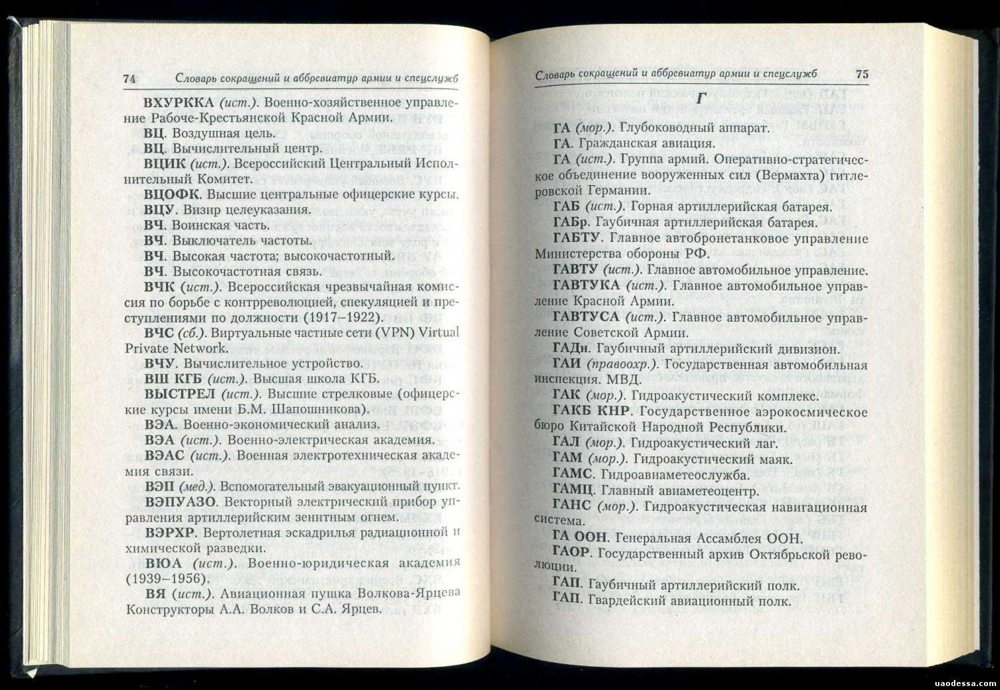 74 Словарь сокращений и аббревиатур армии и спецслужб
ВХУРККА (ист.). Военно-хозяйственное управле-
ние Рабоче-Крестьянской Красной Армии.
ВЦ. Воздушная цель.
ВЦ. Вычислительный центр.
ВЦИК (ист.). Всероссийский Центральный Испол-
нительный Комитет.
ВЦОФК. Высшие центральные офицерские курсы.
ВЦУ. Визир целеуказания.
ВЧ. Воинская часть.
ВЧ. Выключатель частоты.
ВЧ. Высокая частота; высокочастотный.
ВЧ. Высокочастотная связь.
ВЧК (ист.). Всероссийская чрезвычайная комис-
сия по борьбе с контрреволюцией, спекуляцией и пре-
ступлениями по должности (1917–1922).
ВЧС (сб.). Виртуальные частные сети (VPN) Virtual
Private Network.
ВЧУ. Вычислительное устройство.
ВШ КГБ (ист.). Высшая школа КГБ.
ВЫСТРЕЛ (ист.). Высшие стрелковые (офицерс-
кие курсы имени Б.М. Шапошникова).
ВЭА. Военно-экономический анализ.
ВЭА (ист.). Военно-электрическая академия.
ВЭАС (ист.). Военная электротехническая акаде-
мия связи.
ВЭП (мед.). Вспомогательный эвакуационный пункт.
ВЭПУАЗО. Векторный электрический прибор уп-
равления артиллерийским зенитным огнем.
ВЭРХР. Вертолетная эскадрилья радиационной и
химической разведки.
ВЮА (ист.). Военно-юридическая академия
(1939–1956).
ВЯ (ист.). Авиационная пушка Волкова-Ярцева
Конструкторы А.А. Волков и С.А. Ярцев.
Словарь сокращений и аббревиатур армии и спецслужб 75
Г
ГА (мор.). Глубоководный аппарат.
ГА. Гражданская авиация.
ГА (ист.). Группа армий. Оперативно-стратегичес-
кое объединение вооруженных сил (Вермахта) гитле-
ровской Германии.
ГАБ (ист.). Горная артиллерийская батарея.
ГАБр. Гаубичная артиллерийская батарея.
ГАБТУ. Главное автобронетанковое управление
Министерства обороны РФ.
ГАВТУ (ист.). Главное автомобильное управление.
ГАВТУКА (ист.). Главное автомобильное управ-
ление Красной Армии.
ГАВТУСА (ист.). Главное автомобильное управ-
ление Советской Армии.
ГАДн. Гаубичный артиллерийский дивизион.
ГАИ (правоохр.). Государственная автомобильная
инспекция. МВД.
ГАК (мор.). Гидроакустический комплекс.
ГАКБ КНР. Государственное аэрокосмическое
бюро Китайской Народной Республики.
ГАЛ (мор.). Гидроакустический лаг.
ГАМ (мор.). Гидроакустический маяк.
ГАМС. Гидроавиаметеослужба.
ГАМЦ. Главный авиаметеоцентр.
ГАНС (мор.). Гидроакустическая навигационная
система.
ГА ООН. Генеральная Ассамблея ООН.
ГАОР. Государственный архив Октябрьской рево-
люции.
ГАП. Гаубичный артиллерийский полк.
ГАП. Гвардейский авиационный полк.
uaodessa.com